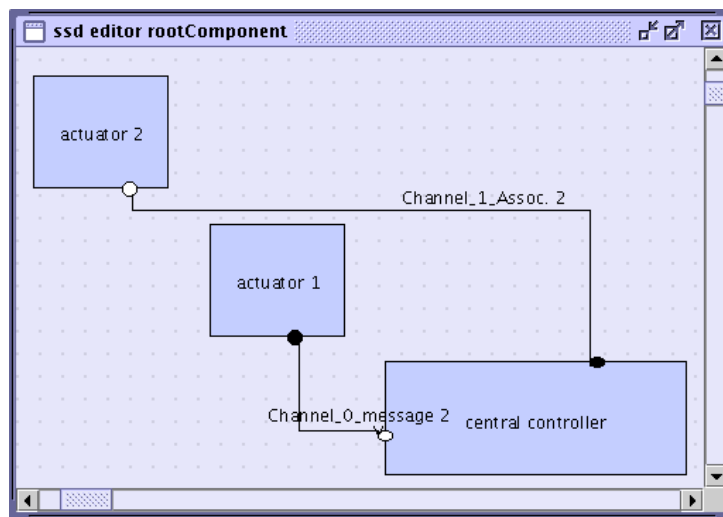 ssd editor rootComponent
actuator 2
Channel_1_Assoc. 2
actuator 1
Channel_0_message 2
central controller